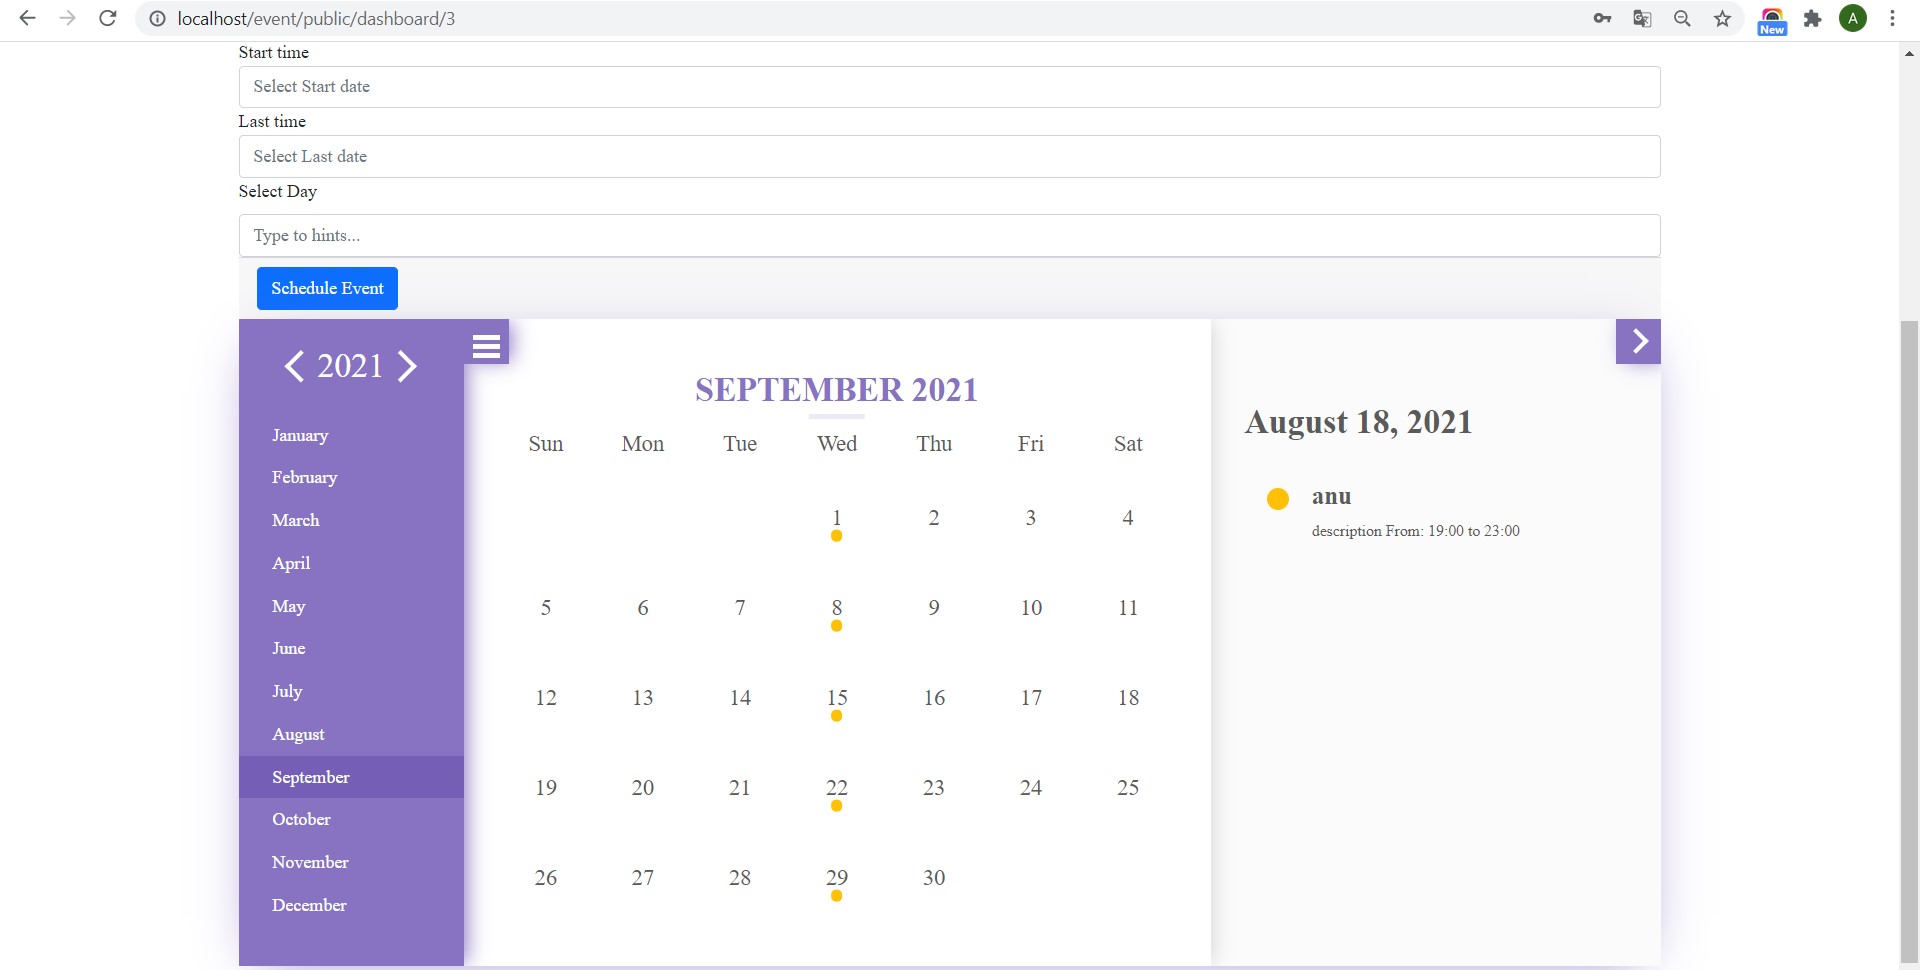 localhost/event/public/dashboard/3
New
A
Start time
Select Start date
Last time
Select Last date
Select Day
Type to hints...
Schedule Event
2021
January
February
March
April
May
June
July
August
September
October
November
December
SEPTEMBER 2021
Sun Mon Tue Wed Thu Fri Sat
1 2 3 4
5 6 7 8 9 10 11
12 13 14 15 16 17 18
19 20 21 22 23 24 25
26 27 28 29 30
August 18, 2021
anu
description From: 19:00 to 23:00